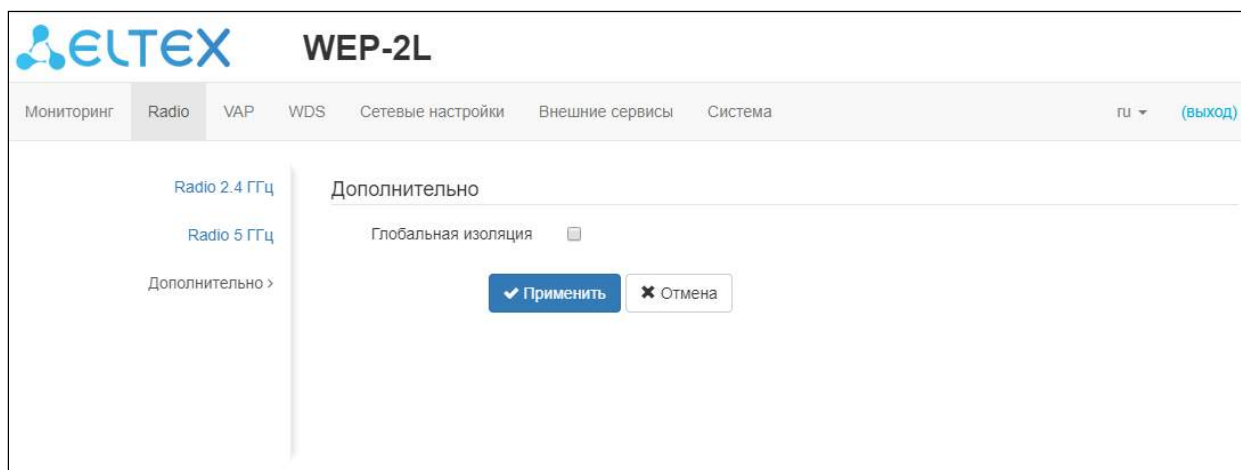 ELTEX WEP-2L
Мониторинг Radio VAP WDS Сетевые настройки Внешние сервисы Система ru (выход)
Radio 2.4 ГГц
Radio 5 ГГц
Дополнительно >
Дополнительно
Глобальная изоляция
Применить Отмена